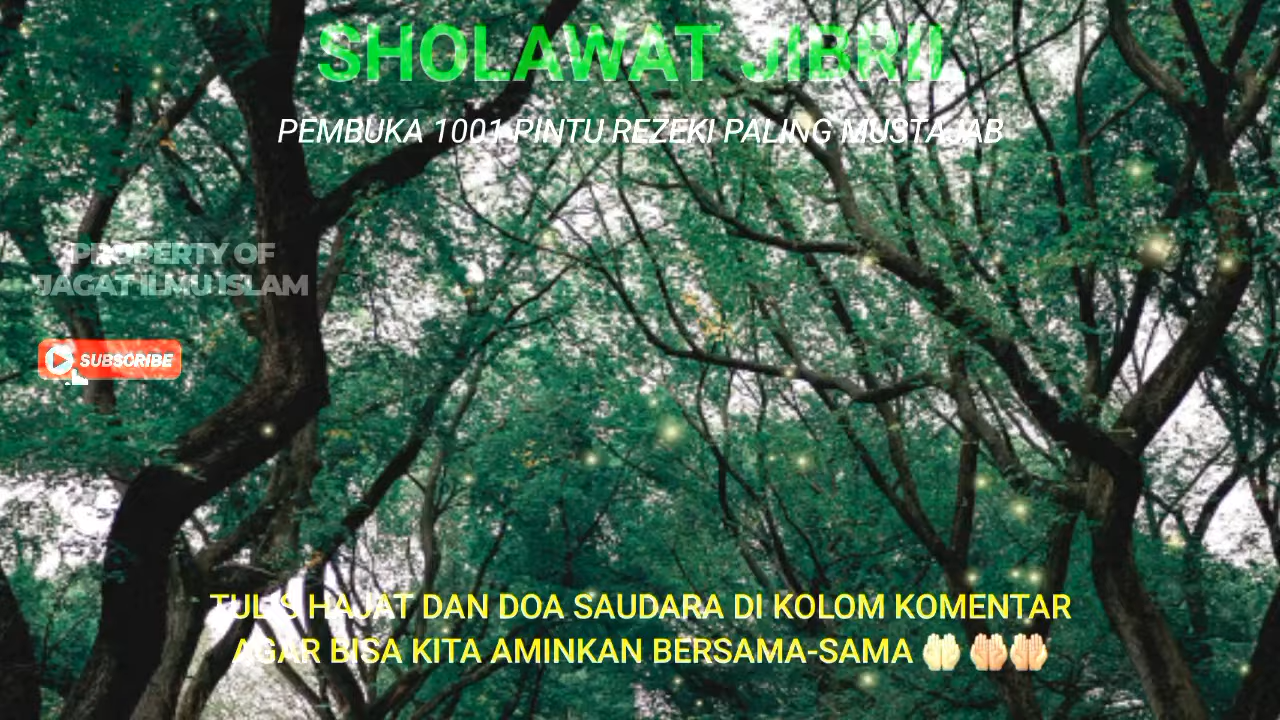 SHOLAWAT JIBRIL
PEMBUKA 1001 PINTU REZEKI PALING MUSTAJAB
PROPERTY OF
JAGAT ILMU ISLAM
SUBSCRIBE
TULIS HAJAT DAN DOA SAUDARA DI KOLOM KOMENTAR
AGAR BISA KITA AMINKAN BERSAMA-SAMA 🤲🏻 🤲🏼🤲🏼